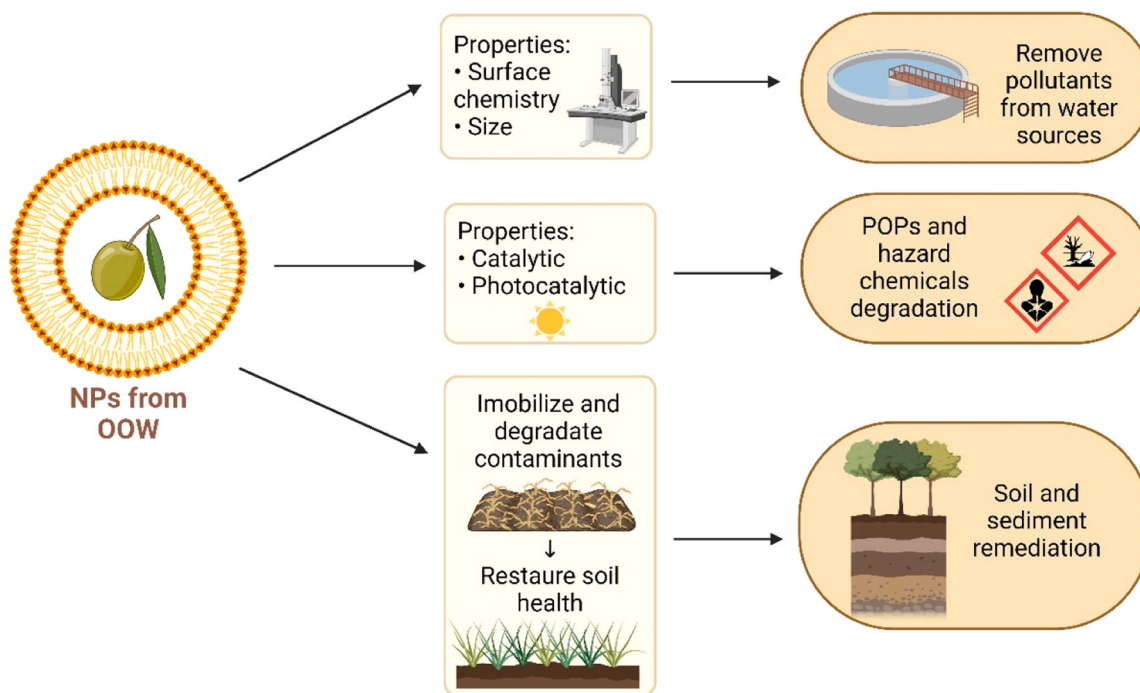 NPs from
OOW
Properties:
• Surface
chemistry
• Size
Remove
pollutants
from water
sources
Properties:
• Catalytic
• Photocatalytic
POPs and
hazard
chemicals
degradation
Imobilize and
degradate
contaminants
↓
Restaure soil
health
Soil and
sediment
remediation